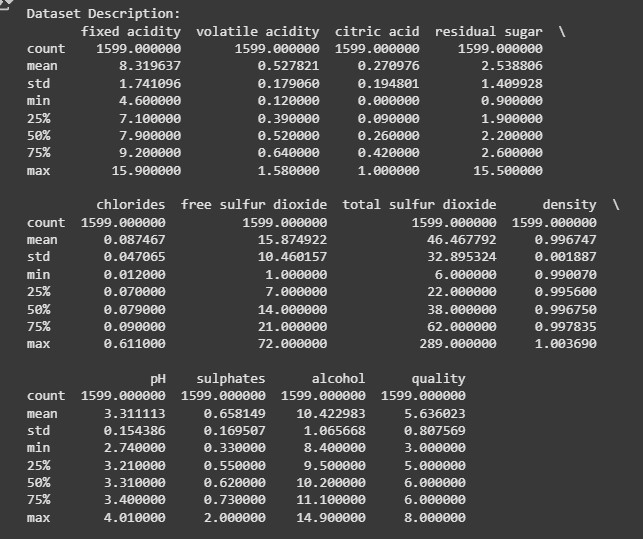 Dataset Description:
fixed acidity volatile acidity citric acid residual sugar \
count 1599.000000 1599.000000 1599.000000 1599.000000
mean 8.319637 0.527821 0.270976 2.538806
std 1.741096 0.179060 0.194801 1.409928
min 4.600000 0.120000 0.000000 0.900000
25% 7.100000 0.390000 0.090000 1.900000
50% 7.900000 0.520000 0.260000 2.200000
75% 9.200000 0.640000 0.420000 2.600000
max 15.900000 1.580000 1.000000 15.500000
chlorides free sulfur dioxide total sulfur dioxide density \
count 1599.000000 1599.000000 1599.000000 1599.000000
mean 0.087467 15.874922 46.467792 0.996747
std 0.047065 10.460157 32.895324 0.001887
min 0.012000 1.000000 6.000000 0.990070
25% 0.070000 7.000000 22.000000 0.995600
50% 0.079000 14.000000 38.000000 0.996750
75% 0.090000 21.000000 62.000000 0.997835
max 0.611000 72.000000 289.000000 1.003690
pH sulphates alcohol quality
count 1599.000000 1599.000000 1599.000000 1599.000000
mean 3.311113 0.658149 10.422983 5.636023
std 0.154386 0.169507 1.065668 0.807569
min 2.740000 0.330000 8.400000 3.000000
25% 3.210000 0.550000 9.500000 5.000000
50% 3.310000 0.620000 10.200000 6.000000
75% 3.400000 0.730000 11.100000 6.000000
max 4.010000 2.000000 14.900000 8.000000